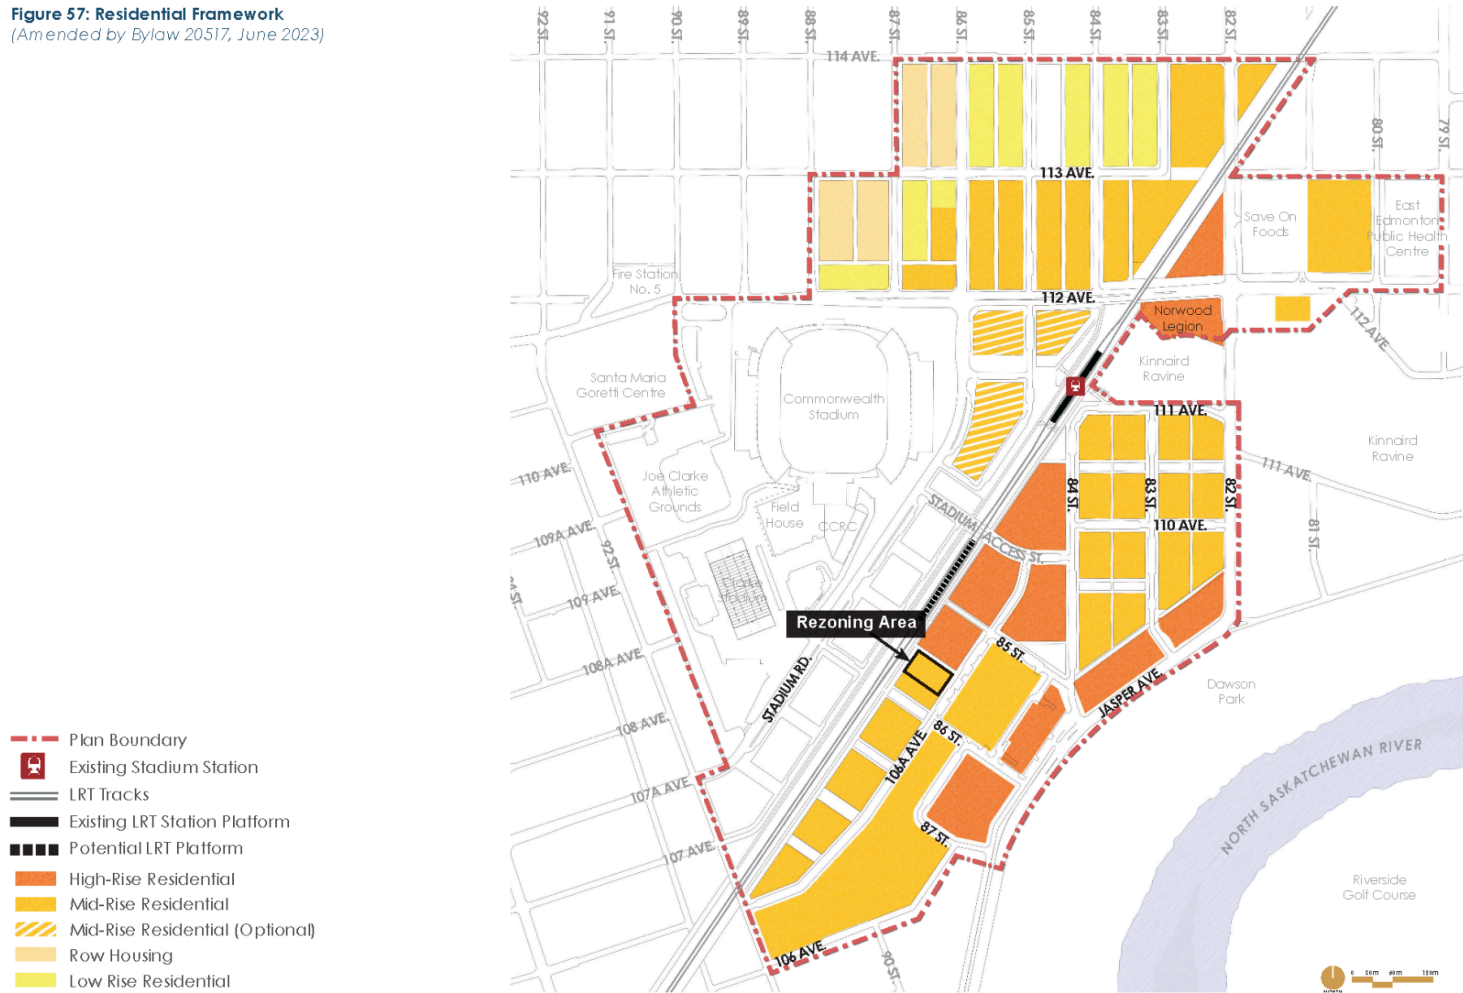 Figure 57: Residential Framework
(Amended by Bylaw 20517, June 2023)
92 ST.
91 ST.
90 ST.
89 ST.
88 ST.
87 ST.
86 ST.
85 ST.
84 ST.
83 ST.
82 ST.
114 AVE.
80 ST.
79 ST.
113 AVE.
Save On
Foods
East
Edmonton
Public Health
Centre
Fire Station
No. 5
112 AVE.
Norwood
Legion
112 AVE.
Kinnaird
Ravine
Santa Maria
Goretti Centre
Commonwealth
Stadium
111 AVE.
Kinnaird
Ravine
110 AVE.
111 AVE.
Joe Clarke
Athletic
Grounds
84 ST.
83 ST.
82 ST.
Field
House
CCRC
STADIUM ACCESS ST.
110 AVE.
81 ST.
109A AVE.
92 ST.
Clarke
Stadium
109 AVE.
Rezoning Area
85 ST.
108A AVE.
STADIUM RD.
JASPER AVE.
Dawson
Park
108 AVE.
86 ST.
106A AVE.
NORTH SASKATCHEWAN RIVER
107A AVE.
87 ST.
107 AVE.
Riverside
Golf Course
106 AVE.
90 ST.
Plan Boundary
Existing Stadium Station
LRT Tracks
Existing LRT Station Platform
Potential LRT Platform
High-Rise Residential
Mid-Rise Residential
Mid-Rise Residential (Optional)
Row Housing
Low Rise Residential
NORTH